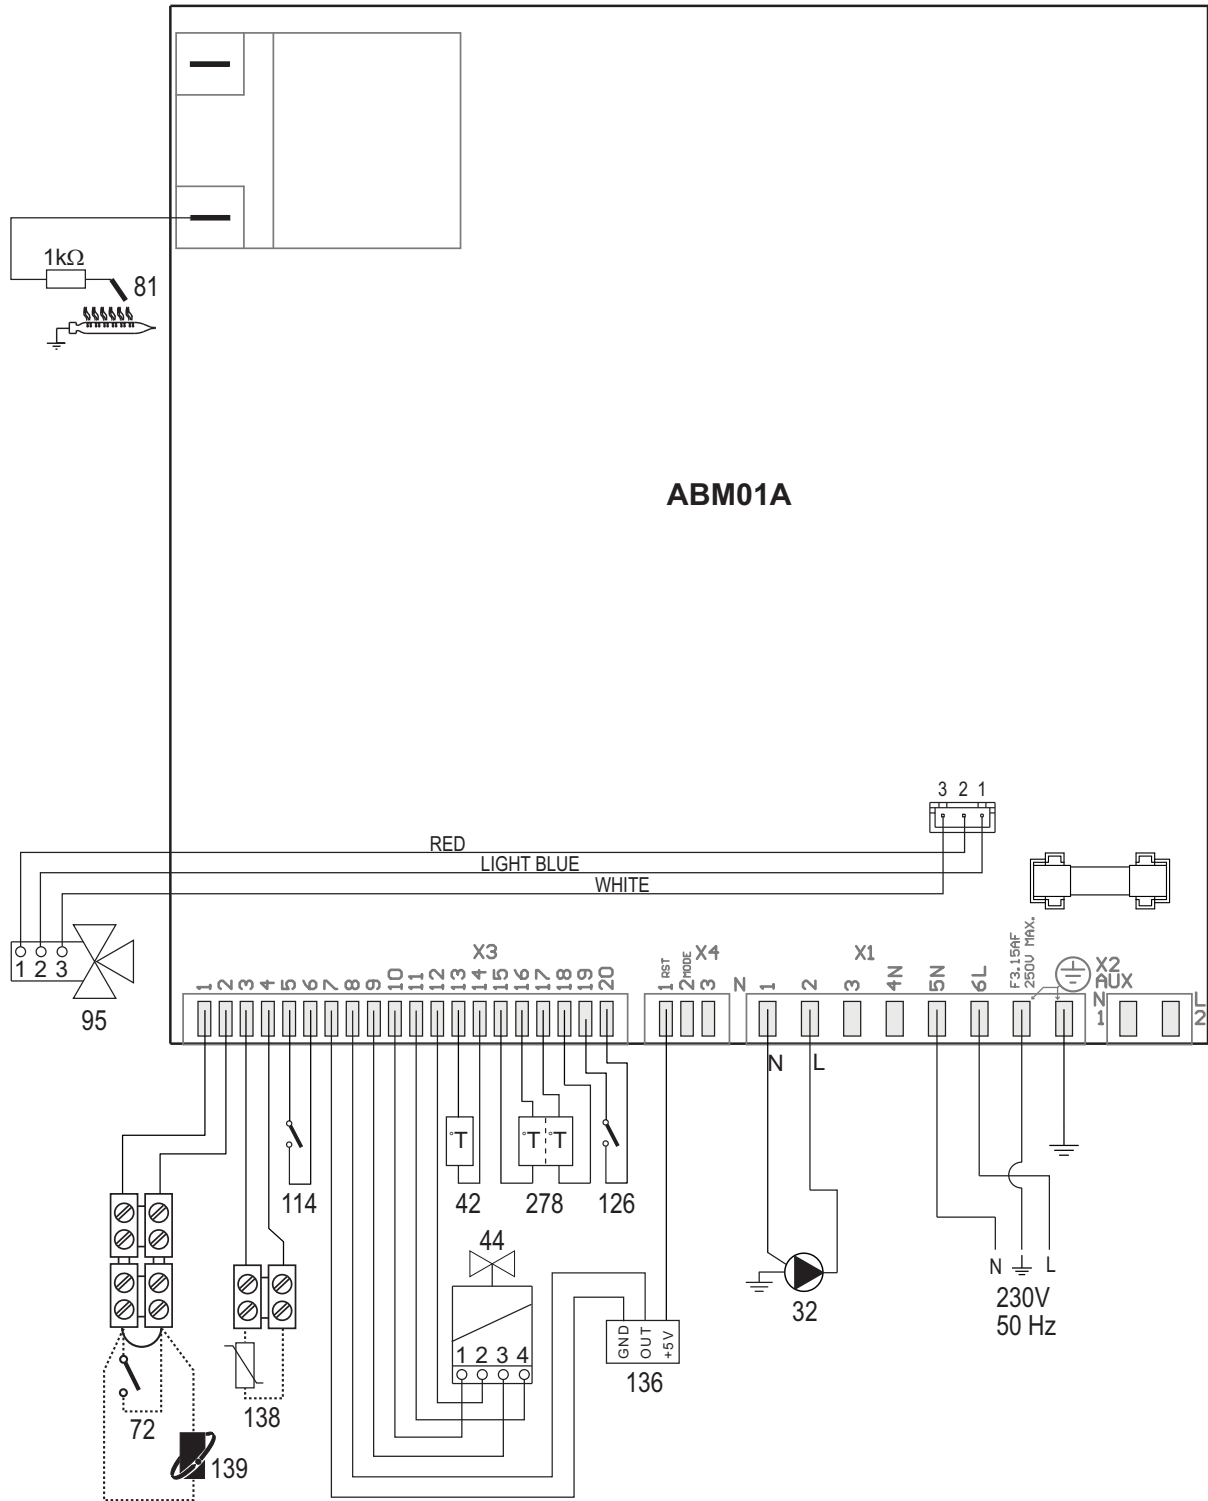 1kΩ
81
ABM01A
3 2 1
RED
LIGHT BLUE
WHITE
1 2 3
95
X3
1 2 3 4 5 6 7 8 9 10 11 12 13 14 15 16 17 18 19 20
X4
1 RST
2 MODE
3
X1
N
1 2 3 4N 5N 6L
F3.15AF
250V MAX.
X2
AUX
N
1
L
2
N L
114
42
278
126
44
1 2 3 4
GND
OUT
+5V
136
32
N L
230V
50 Hz
°T
°T °T
72
138
139